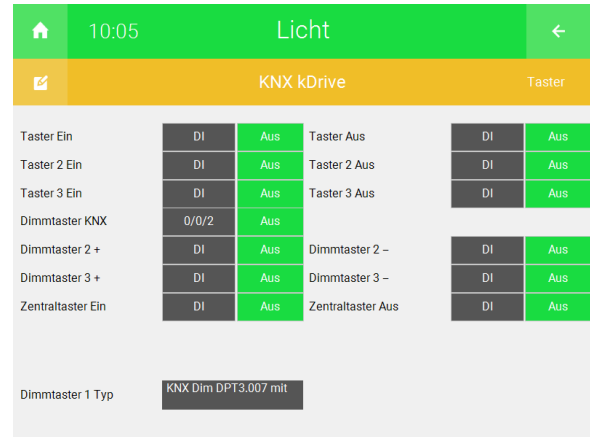 10:05 Licht
KNX kDrive Taster
Taster Ein DI Aus Taster Aus DI Aus
Taster 2 Ein DI Aus Taster 2 Aus DI Aus
Taster 3 Ein DI Aus Taster 3 Aus DI Aus
Dimmtaster KNX 0/0/2 Aus
Dimmtaster 2 + DI Aus Dimmtaster 2 – DI Aus
Dimmtaster 3 + DI Aus Dimmtaster 3 – DI Aus
Zentraltaster Ein DI Aus Zentraltaster Aus DI Aus
Dimmtaster 1 Typ KNX Dim DPT3.007 mit